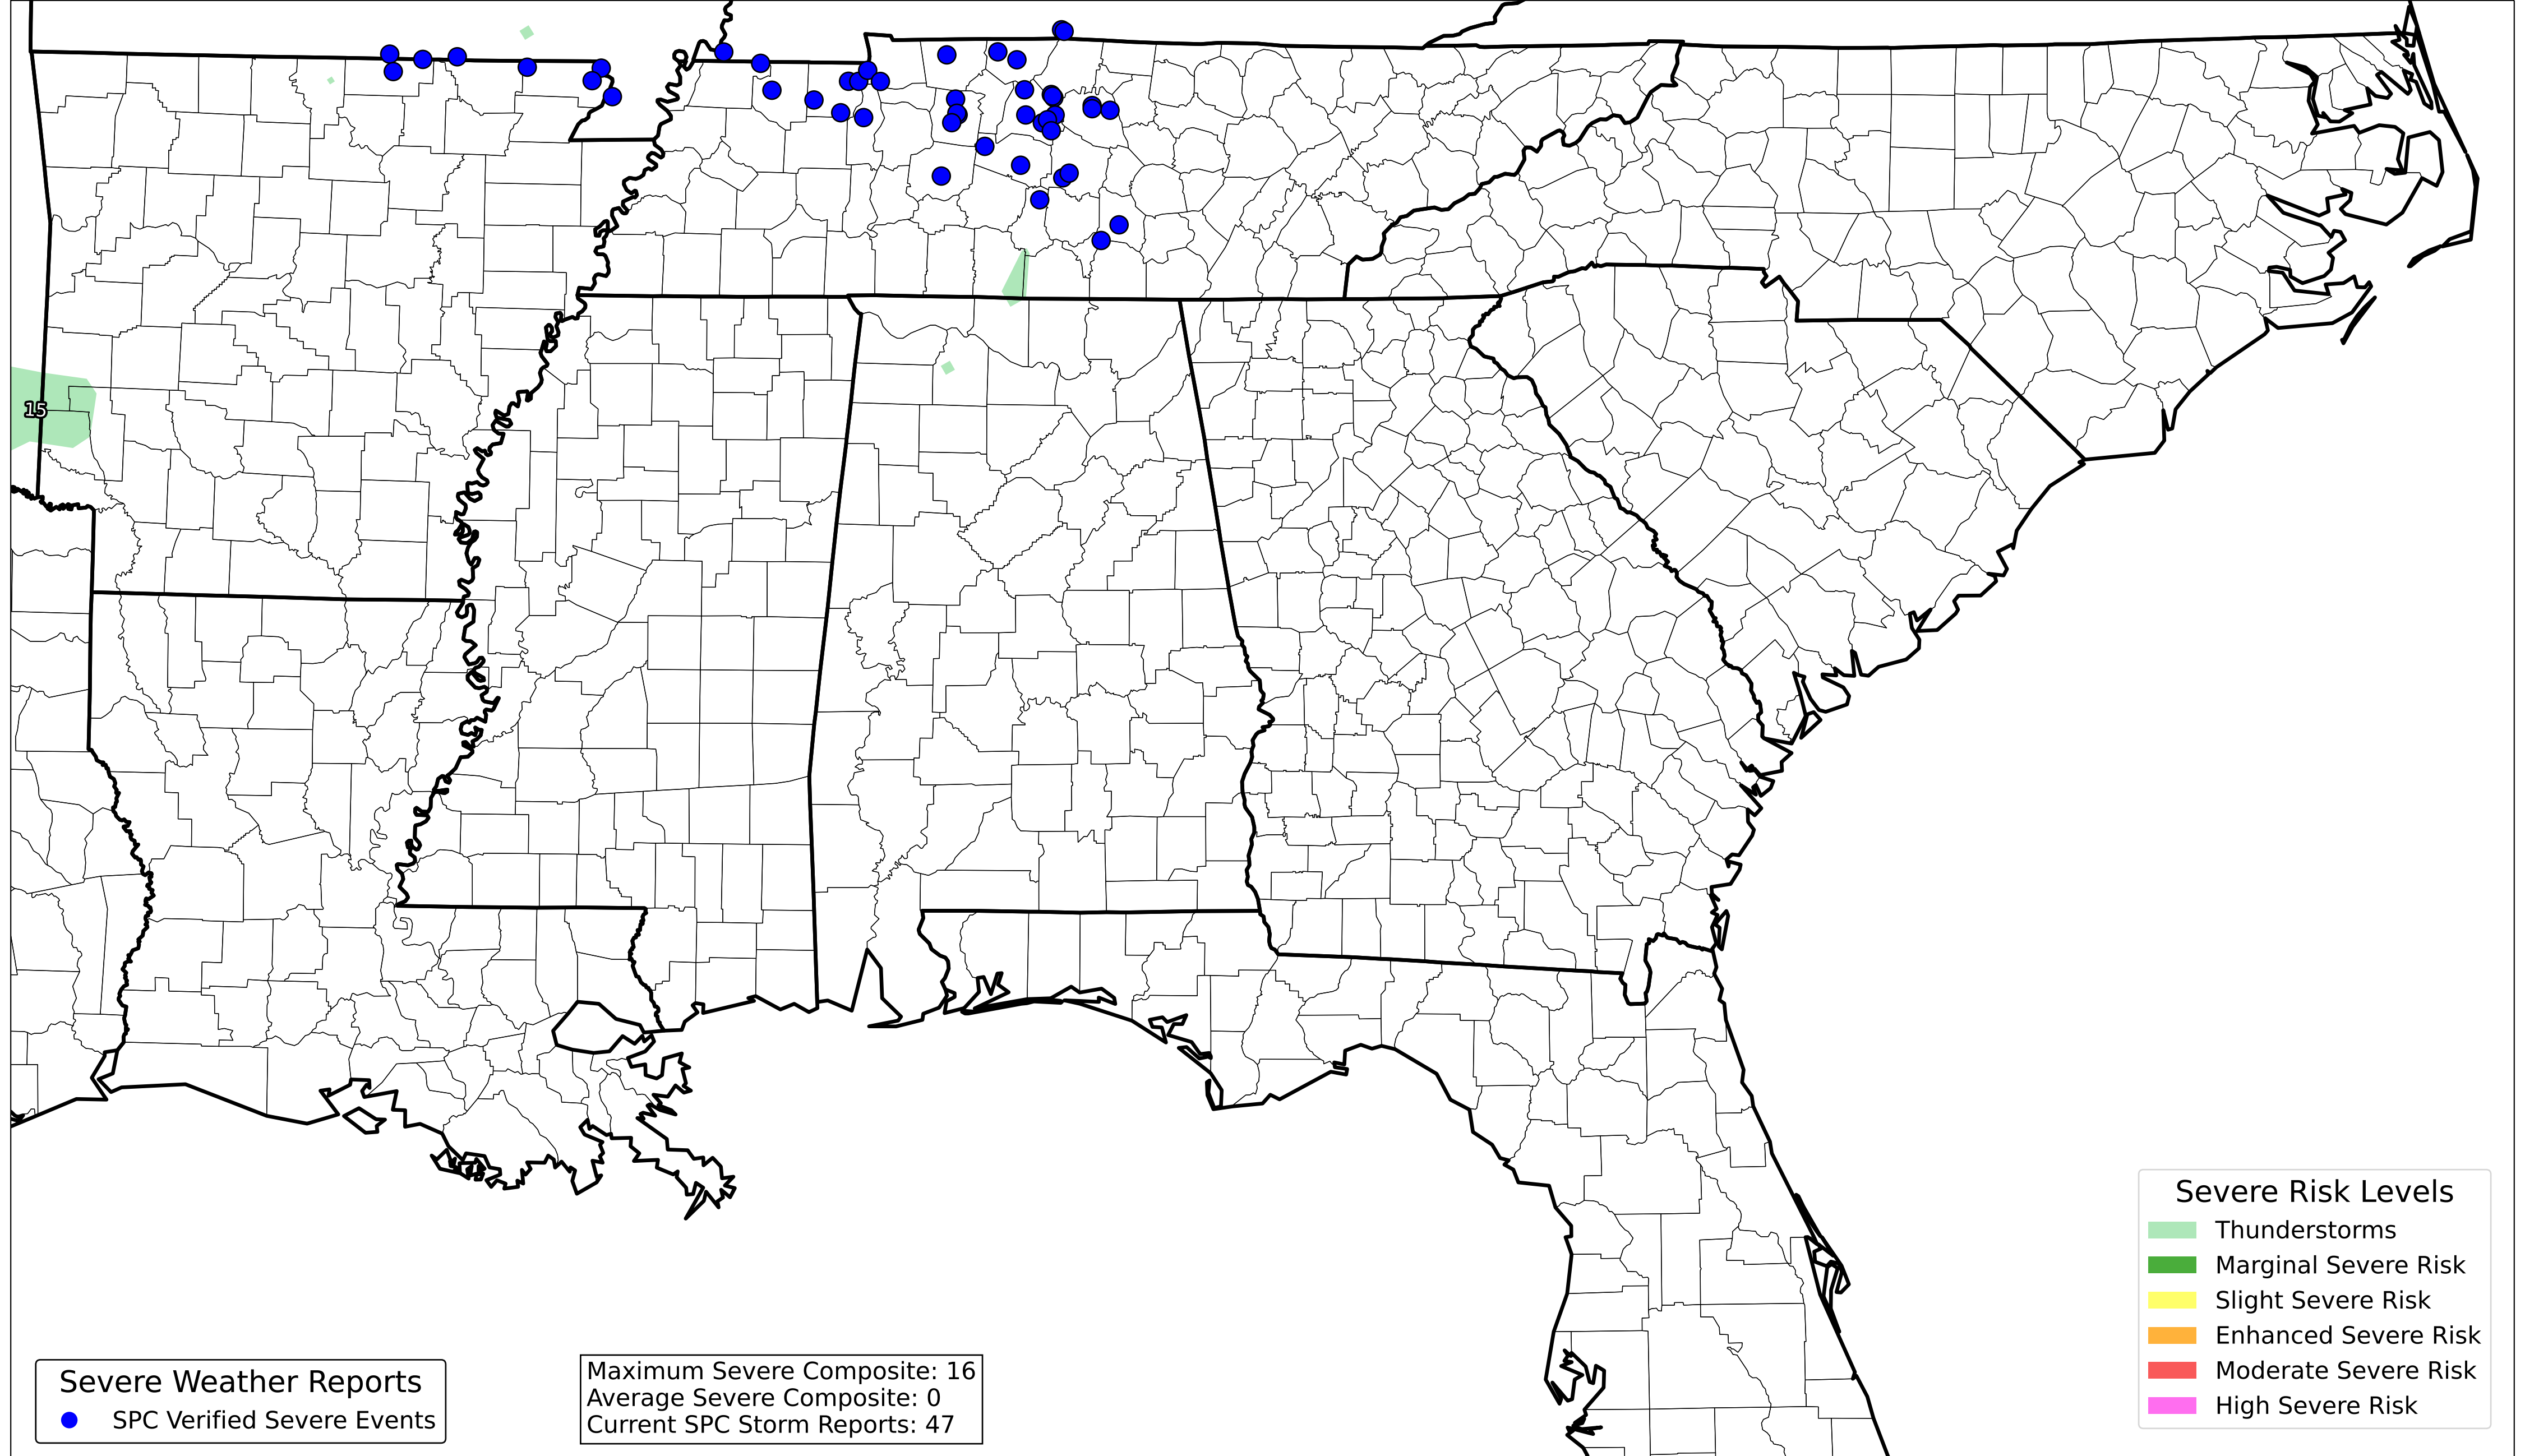 15
Severe Risk Levels
Thunderstorms
Marginal Severe Risk
Slight Severe Risk
Enhanced Severe Risk
Moderate Severe Risk
High Severe Risk
Severe Weather Reports
SPC Verified Severe Events
Maximum Severe Composite: 16
Average Severe Composite: 0
Current SPC Storm Reports: 47